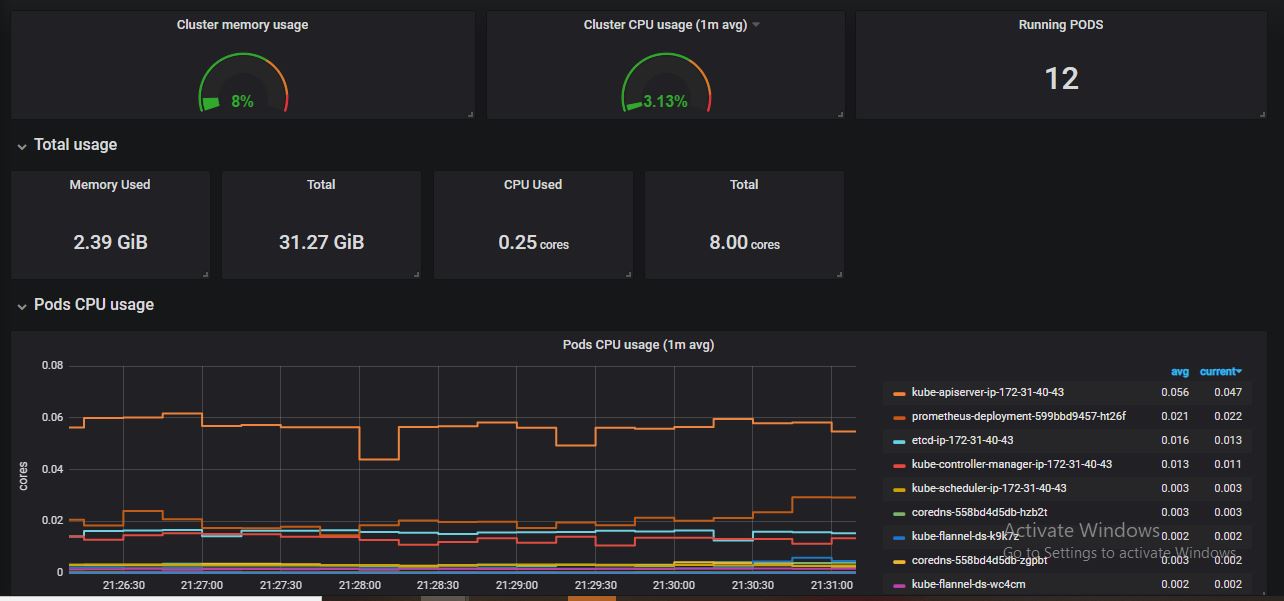 Cluster memory usage
8%
Cluster CPU usage (1m avg)
3.13%
Running PODS
12
Total usage
Memory Used
2.39 GiB
Total
31.27 GiB
CPU Used
0.25 cores
Total
8.00 cores
Pods CPU usage
Pods CPU usage (1m avg)
cores
0.08
0.06
0.04
0.02
0
21:26:30 21:27:00 21:27:30 21:28:00 21:28:30 21:29:00 21:29:30 21:30:00 21:30:30 21:31:00
avg current
kube-apiserver-ip-172-31-40-43 0.056 0.047
prometheus-deployment-599bbd9457-ht26f 0.021 0.022
etcd-ip-172-31-40-43 0.016 0.013
kube-controller-manager-ip-172-31-40-43 0.013 0.011
kube-scheduler-ip-172-31-40-43 0.003 0.003
coredns-558bd4d5db-hzb2t 0.003 0.003
kube-flannel-ds-k9k7z 0.002 0.002
coredns-558bd4d5db-zgpbt 0.003 0.002
kube-flannel-ds-wc4cm 0.002 0.002
Activate Windows
Go to Settings to activate Windows.